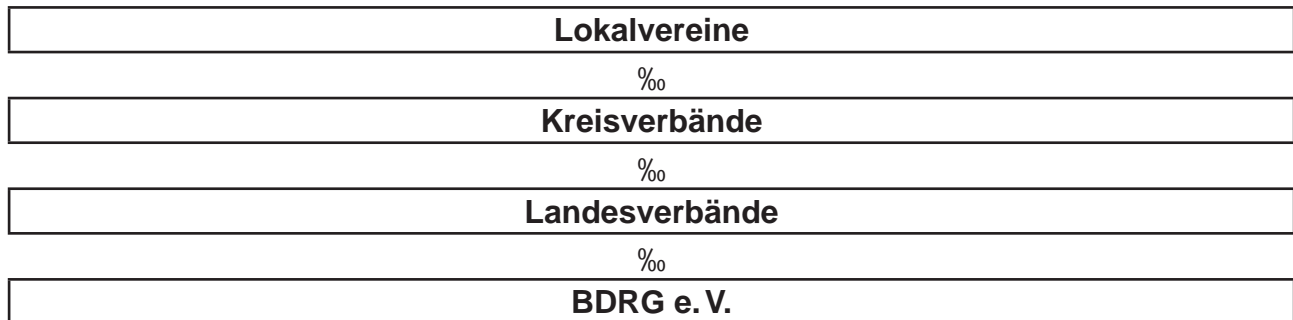 Lokalvereine
‰
Kreisverbände
‰
Landesverbände
‰
BDRG e. V.